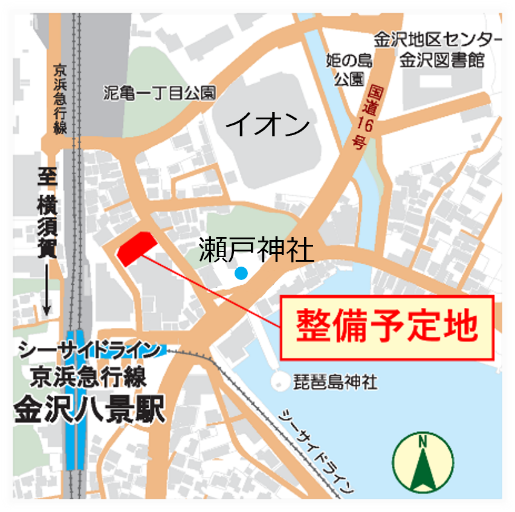 金沢地区センター
金沢図書館
姫の島
公園
京浜急行線
泥亀一丁目公園
国道16号
イオン
至 横須賀
瀬戸神社
整備予定地
シーサイドライン
京浜急行線
金沢八景駅
琵琶島神社
シーサイドライン
N